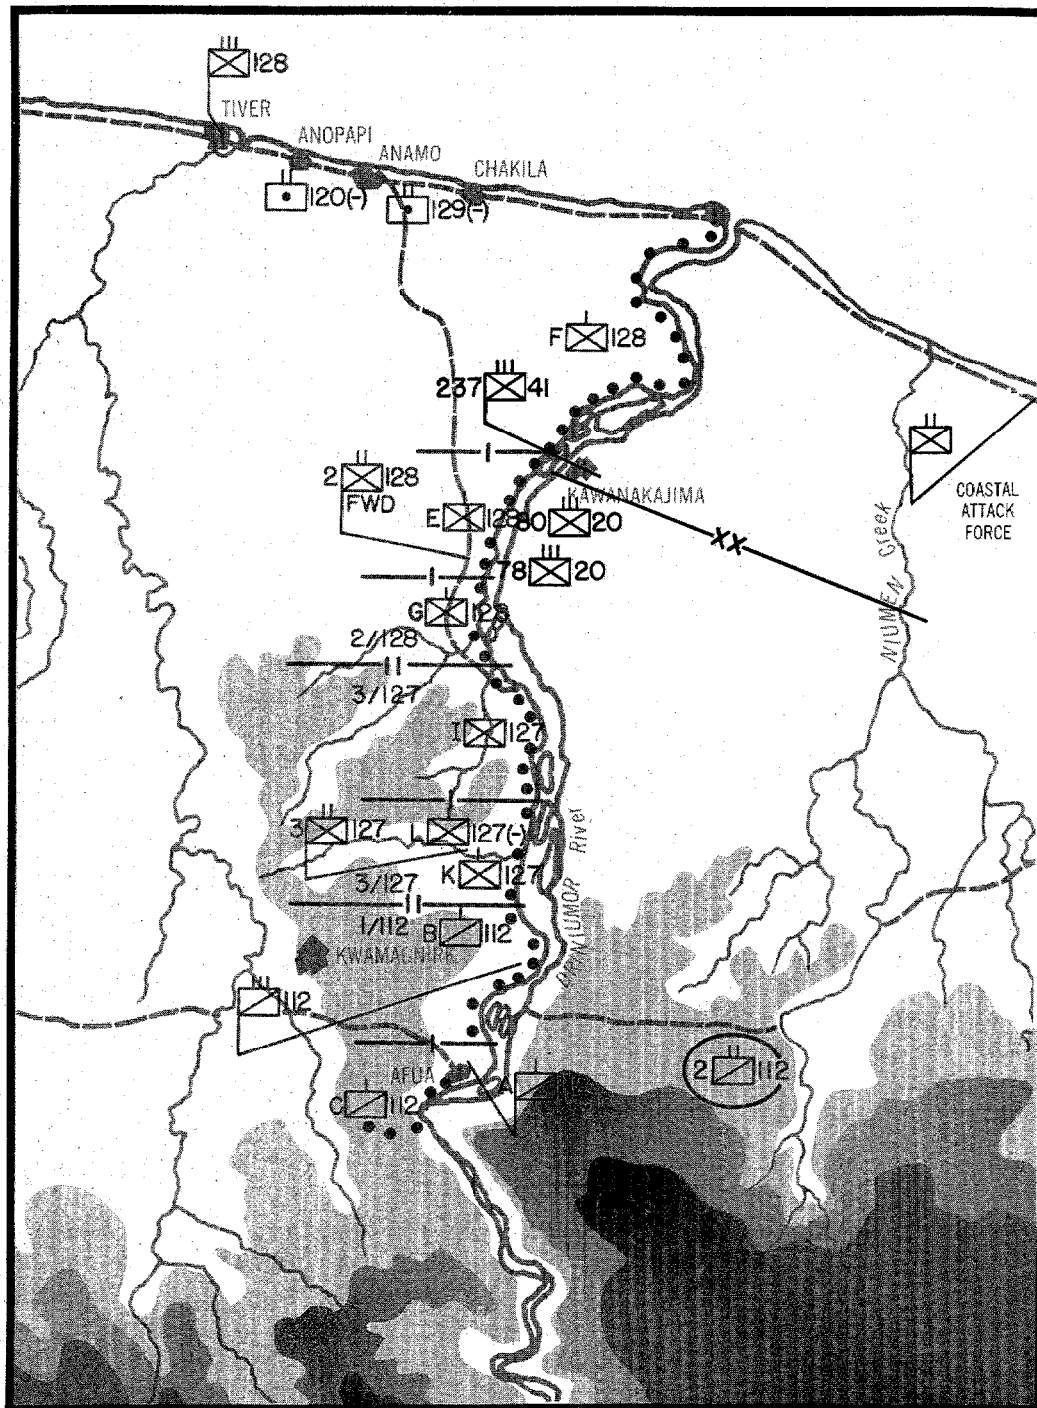 128
TIVER
ANOPAPI
ANAMO
CHAKILA
120(-)
129(-)
F 128
237 41
2 128
FWD
KAWANAKAJIMA
COASTAL
ATTACK
FORCE
E 128
80 20
XX
78 20
NIUMEN Creek
G 128
2/128
3/127
I 127
3 127
L 127(-)
K 127
3/127
River
1/112
B 112
KWAMAGNIRK
112
AFUA
A
2 112
C 112